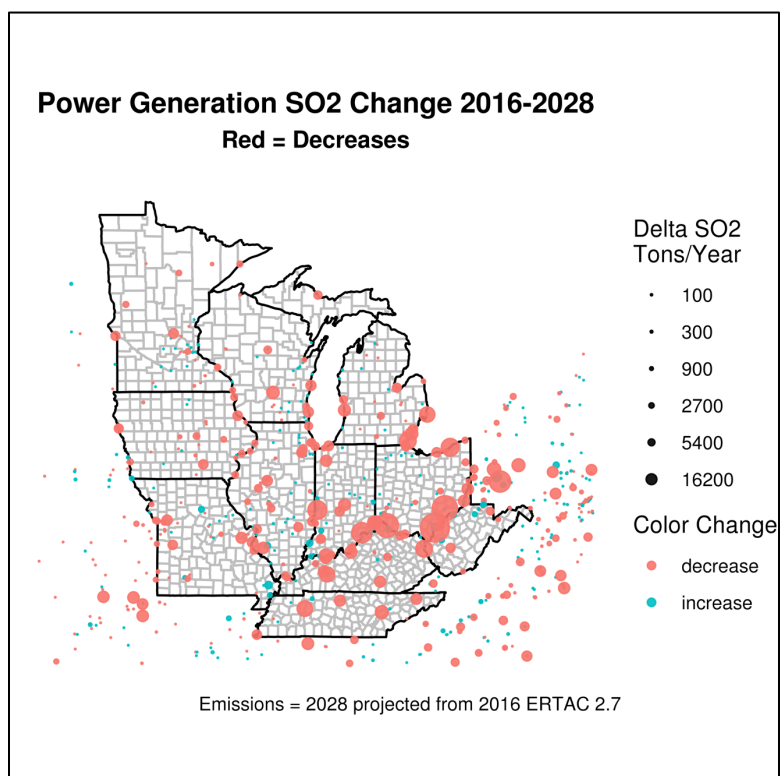 Power Generation SO2 Change 2016-2028
Red = Decreases
Delta SO2
Tons/Year
100
300
900
2700
5400
16200
Color Change
decrease
increase
Emissions = 2028 projected from 2016 ERTAC 2.7